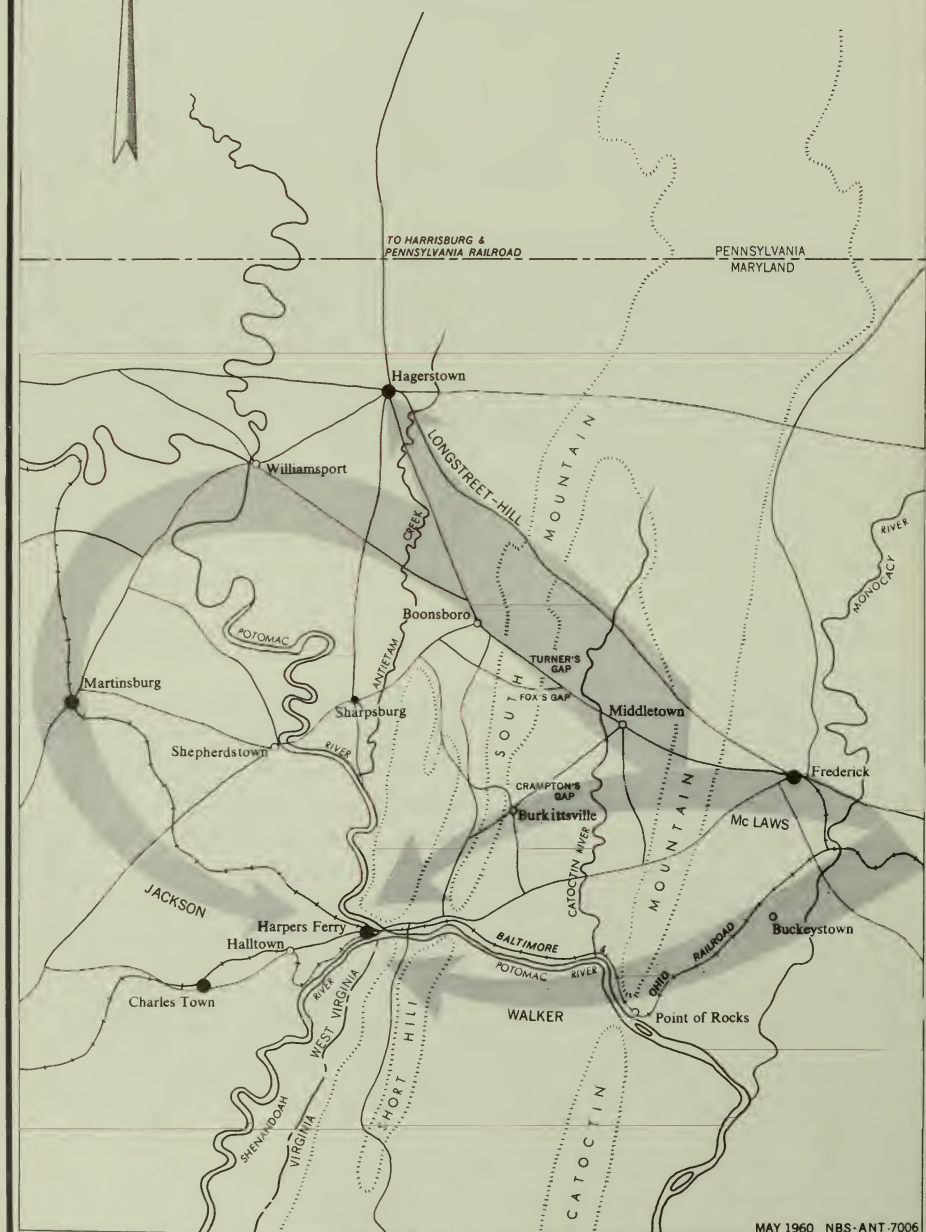 TO HARRISBURG &
PENNSYLVANIA RAILROAD
PENNSYLVANIA
MARYLAND
Hagerstown
LONGSTREET-HILL
MOUNTAIN
Williamsport
CREEK
RIVER
MONOCACY
Boonsboro
POTOMAC
ANTIETAM
TURNER'S
GAP
FOX'S GAP
SOUTH
Martinsburg
Sharpsburg
Middletown
Shepherdstown
RIVER
CRAMPTON'S
GAP
Burkittsville
Frederick
Mc LAWS
MOUNTAIN
CATOCTIN RIVER
JACKSON
Harpers Ferry
Halltown
BALTIMORE
OHIO
RAILROAD
Buckeystown
POTOMAC
RIVER
Charles Town
RIVER
WEST VIRGINIA
SHORT HILL
WALKER
Point of Rocks
SHENANDOAH
VIRGINIA
CATOCTIN
MAY 1960 NBS-ANT-7006